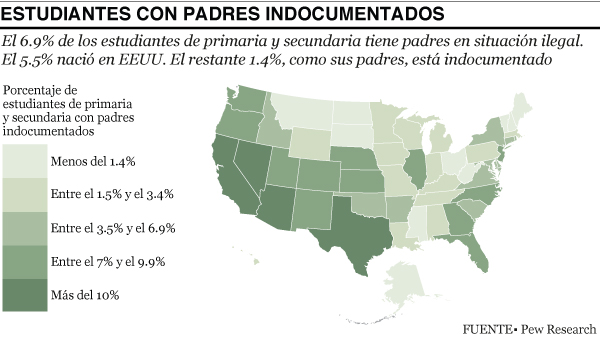 ESTUDIANTES CON PADRES INDOCUMENTADOS
El 6.9% de los estudiantes de primaria y secundaria tiene padres en situación ilegal.
El 5.5% nació en EEUU. El restante 1.4%, como sus padres, está indocumentado
Porcentaje de
estudiantes de primaria
y secundaria con padres
indocumentados
Menos del 1.4%
Entre el 1.5% y el 3.4%
Entre el 3.5% y el 6.9%
Entre el 7% y el 9.9%
Más del 10%
FUENTE• Pew Research